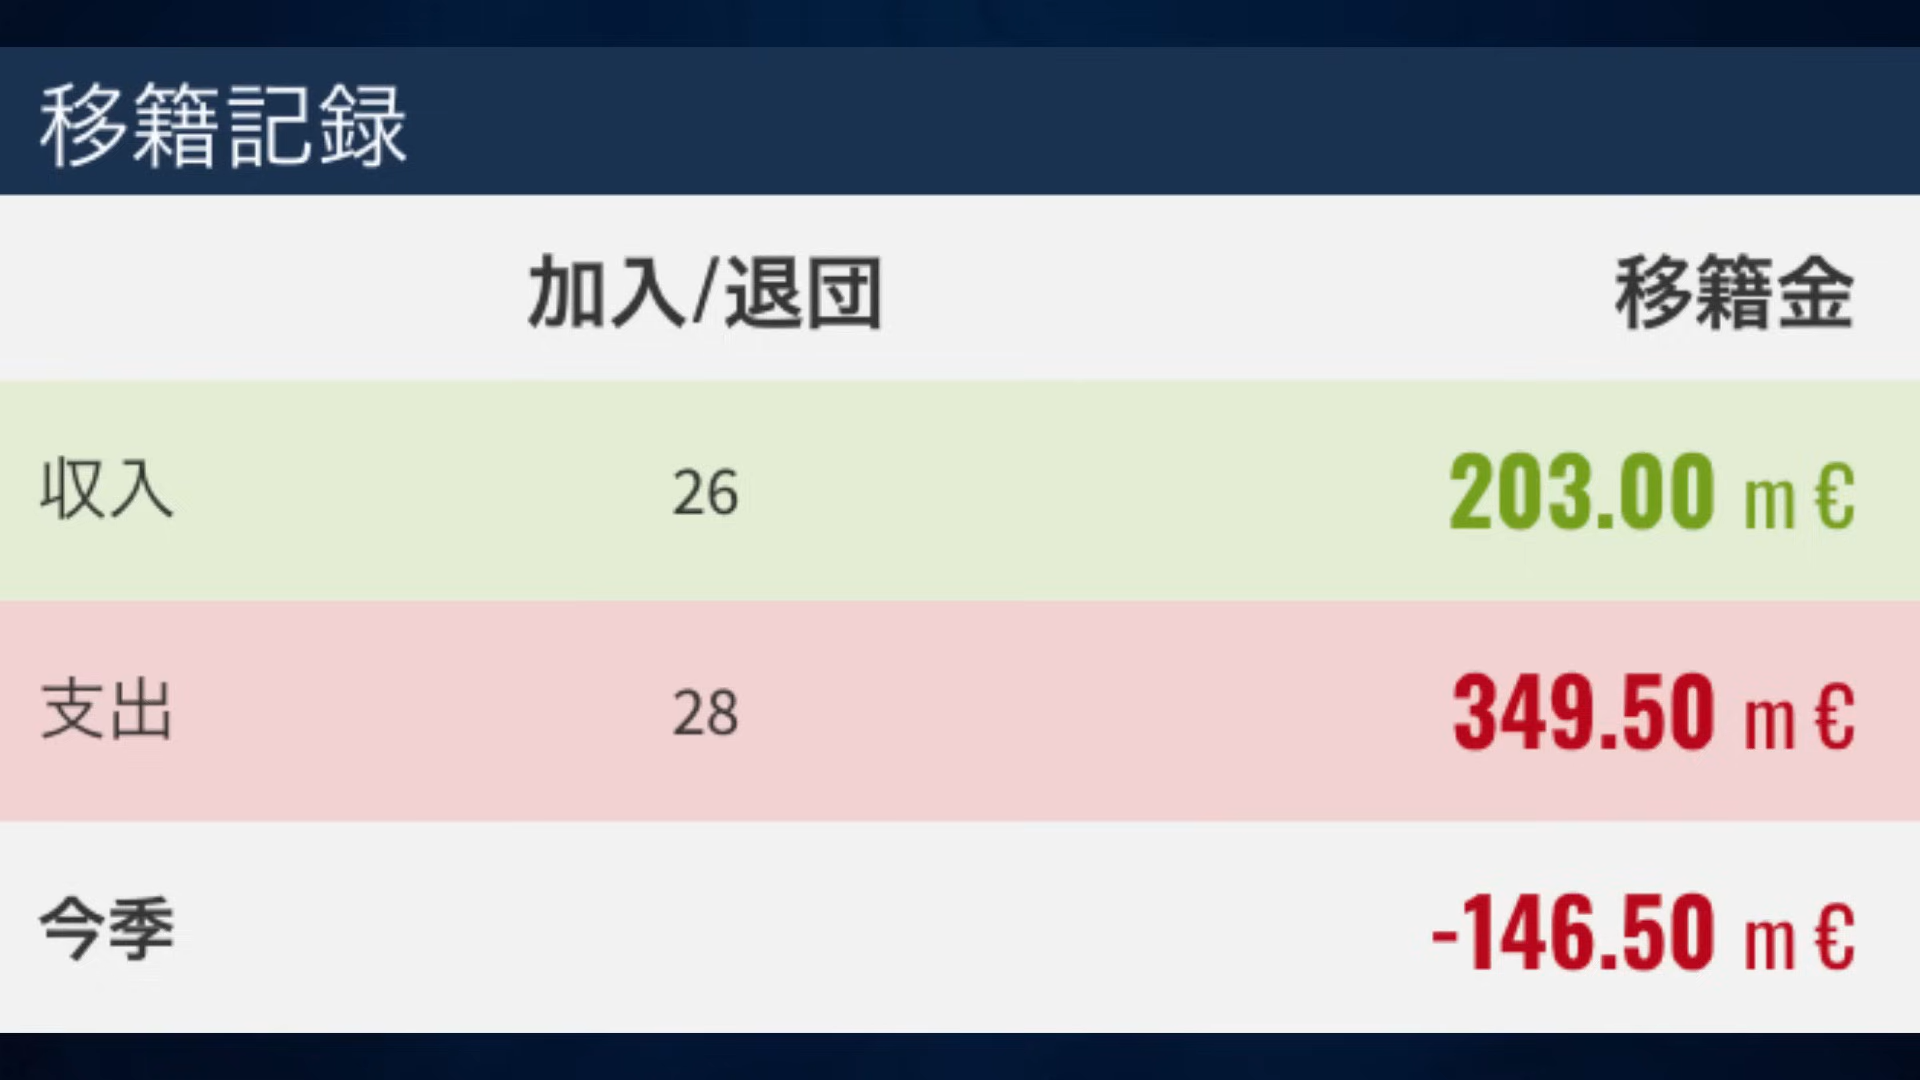 移籍記録
加入/退団 移籍金
収入 26 203.00 m €
支出 28 349.50 m €
今季 -146.50 m €